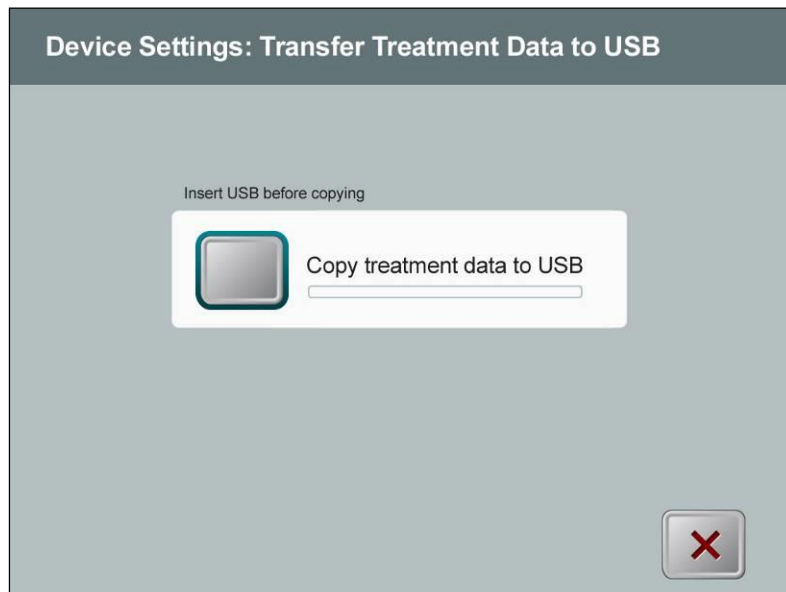 Device Settings: Transfer Treatment Data to USB
Insert USB before copying
Copy treatment data to USB